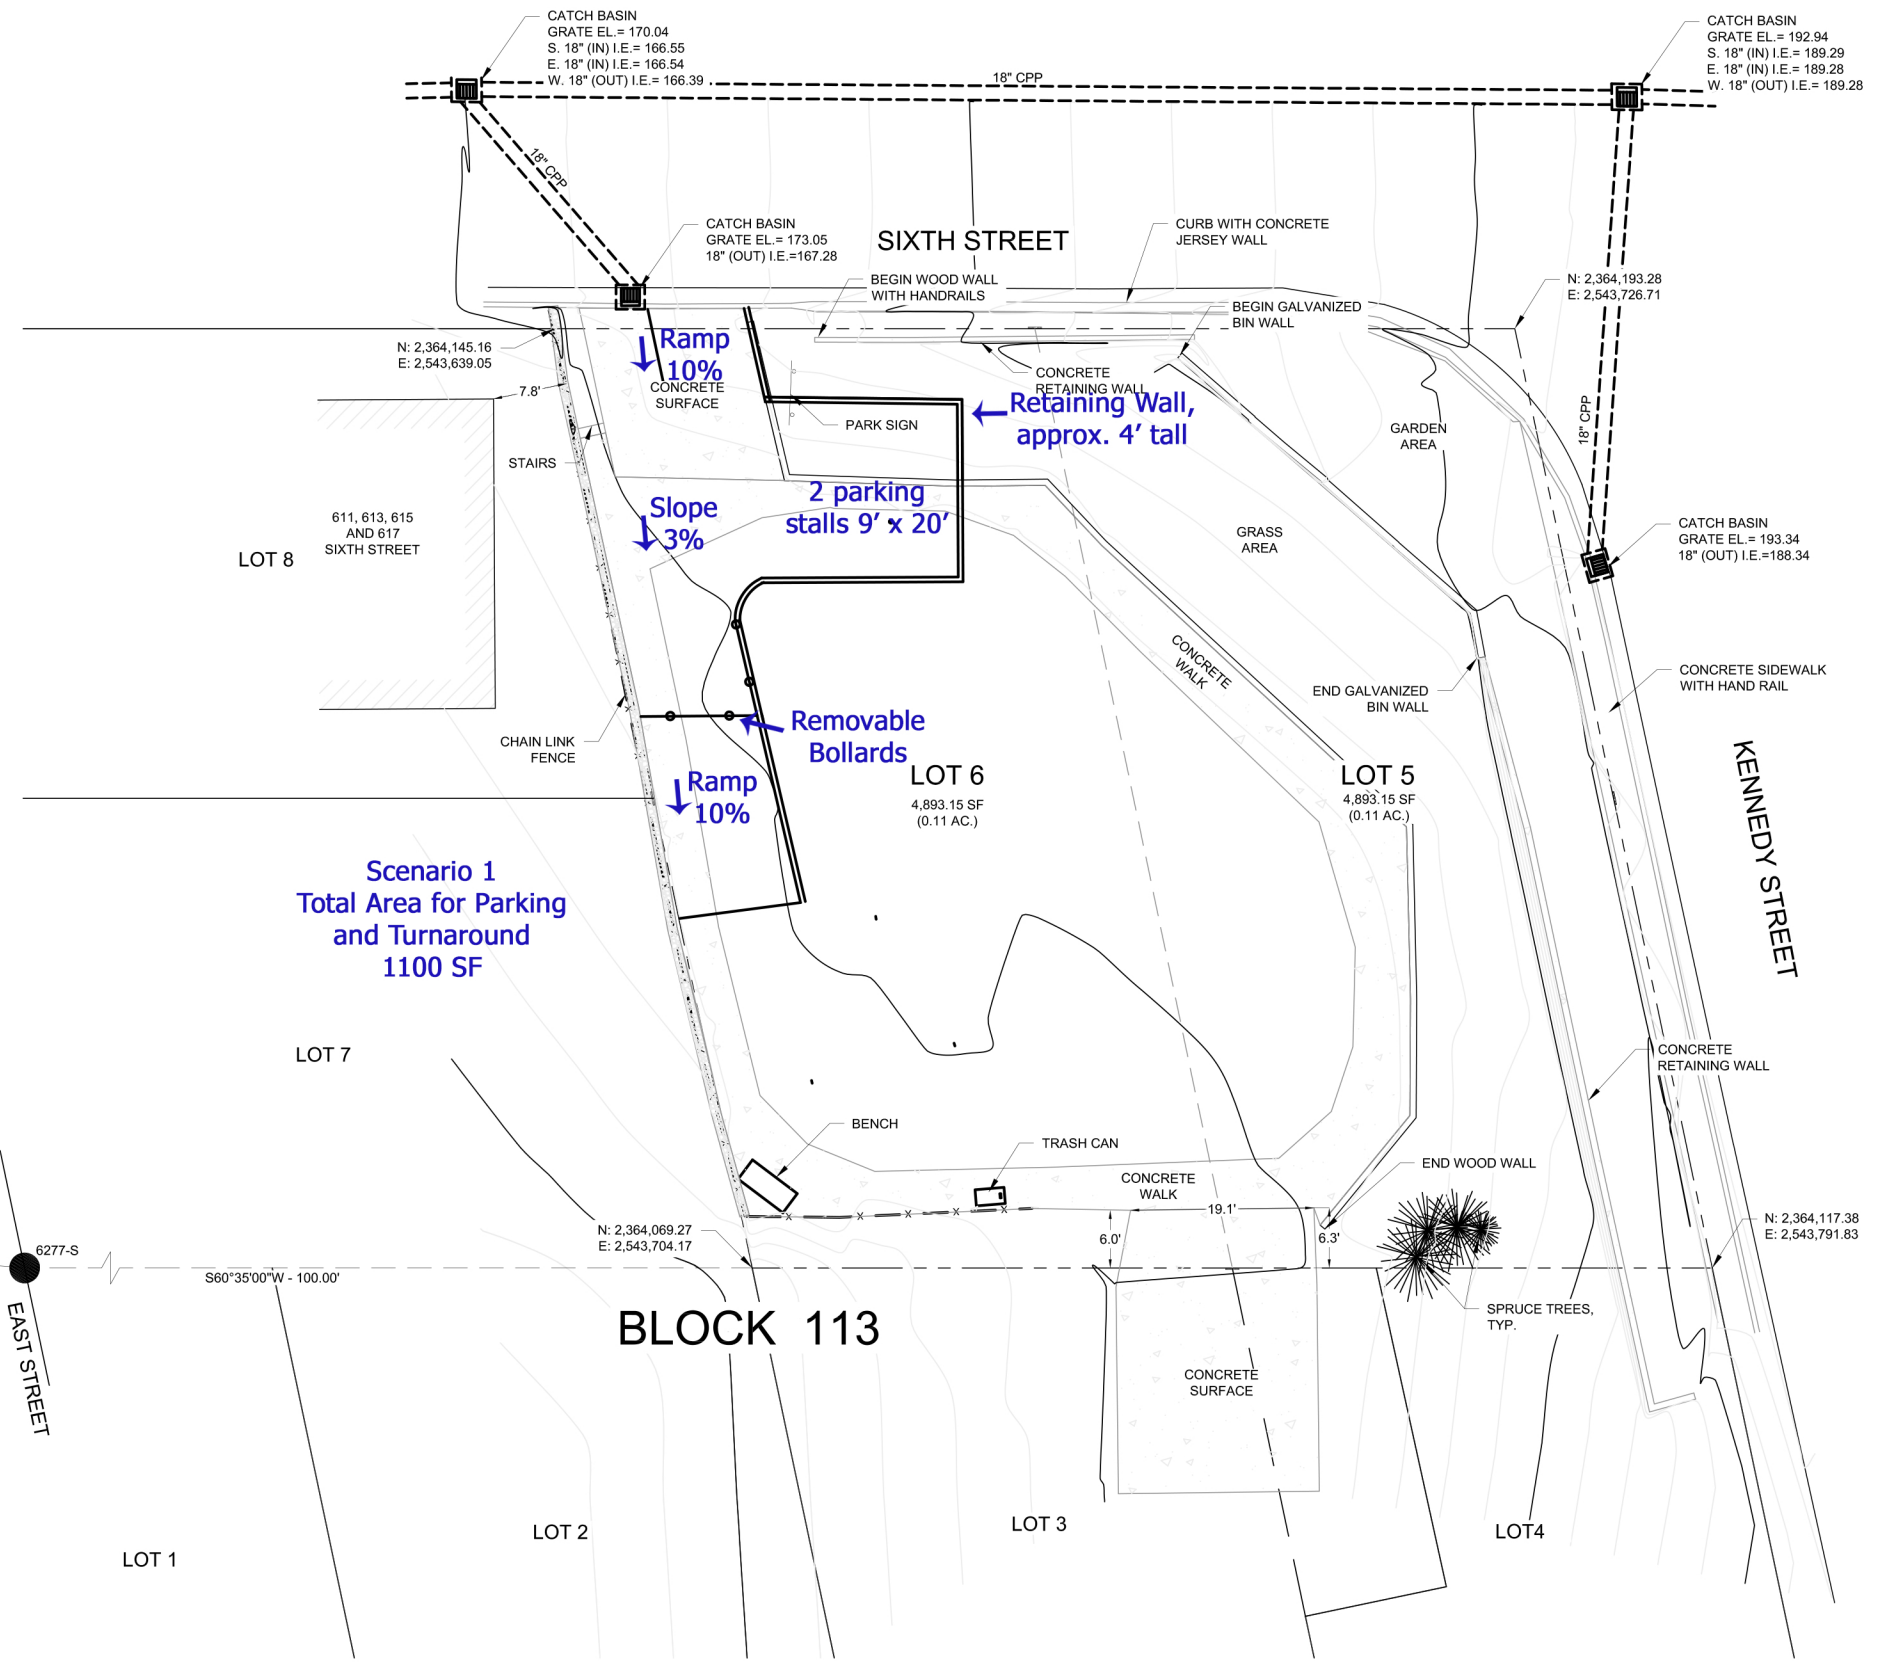 CATCH BASIN
GRATE EL.= 170.04
S. 18" (IN) I.E.= 166.55
E. 18" (IN) I.E.= 166.54
W. 18" (OUT) I.E.= 166.39
18" CPP
CATCH BASIN
GRATE EL.= 192.94
S. 18" (IN) I.E.= 189.29
E. 18" (IN) I.E.= 189.28
W. 18" (OUT) I.E.= 189.28
18" CPP
CATCH BASIN
GRATE EL.= 173.05
18" (OUT) I.E.=167.28
SIXTH STREET
CURB WITH CONCRETE
JERSEY WALL
BEGIN WOOD WALL
WITH HANDRAILS
BEGIN GALVANIZED
BIN WALL
N: 2,364,193.28
E: 2,543,726.71
N: 2,364,145.16
E: 2,543,639.05
7.8'
Ramp
10%
CONCRETE
SURFACE
CONCRETE
RETAINING WALL
Retaining Wall,
approx. 4' tall
PARK SIGN
GARDEN
AREA
18" CPP
STAIRS
2 parking
stalls 9' x 20'
Slope
3%
611, 613, 615
AND 617
SIXTH STREET
LOT 8
GRASS
AREA
CATCH BASIN
GRATE EL.= 193.34
18" (OUT) I.E.=188.34
CONCRETE
WALK
CONCRETE SIDEWALK
WITH HAND RAIL
END GALVANIZED
BIN WALL
CHAIN LINK
FENCE
Removable
Bollards
Ramp
10%
LOT 6
4,893.15 SF
(0.11 AC.)
LOT 5
4,893.15 SF
(0.11 AC.)
KENNEDY STREET
Scenario 1
Total Area for Parking
and Turnaround
1100 SF
LOT 7
CONCRETE
RETAINING WALL
BENCH
TRASH CAN
END WOOD WALL
CONCRETE
WALK
19.1'
6.0'
6.3'
N: 2,364,069.27
E: 2,543,704.17
N: 2,364,117.38
E: 2,543,791.83
6277-S
S60°35'00"W - 100.00'
EAST STREET
BLOCK 113
SPRUCE TREES,
TYP.
CONCRETE
SURFACE
LOT 1
LOT 2
LOT 3
LOT4